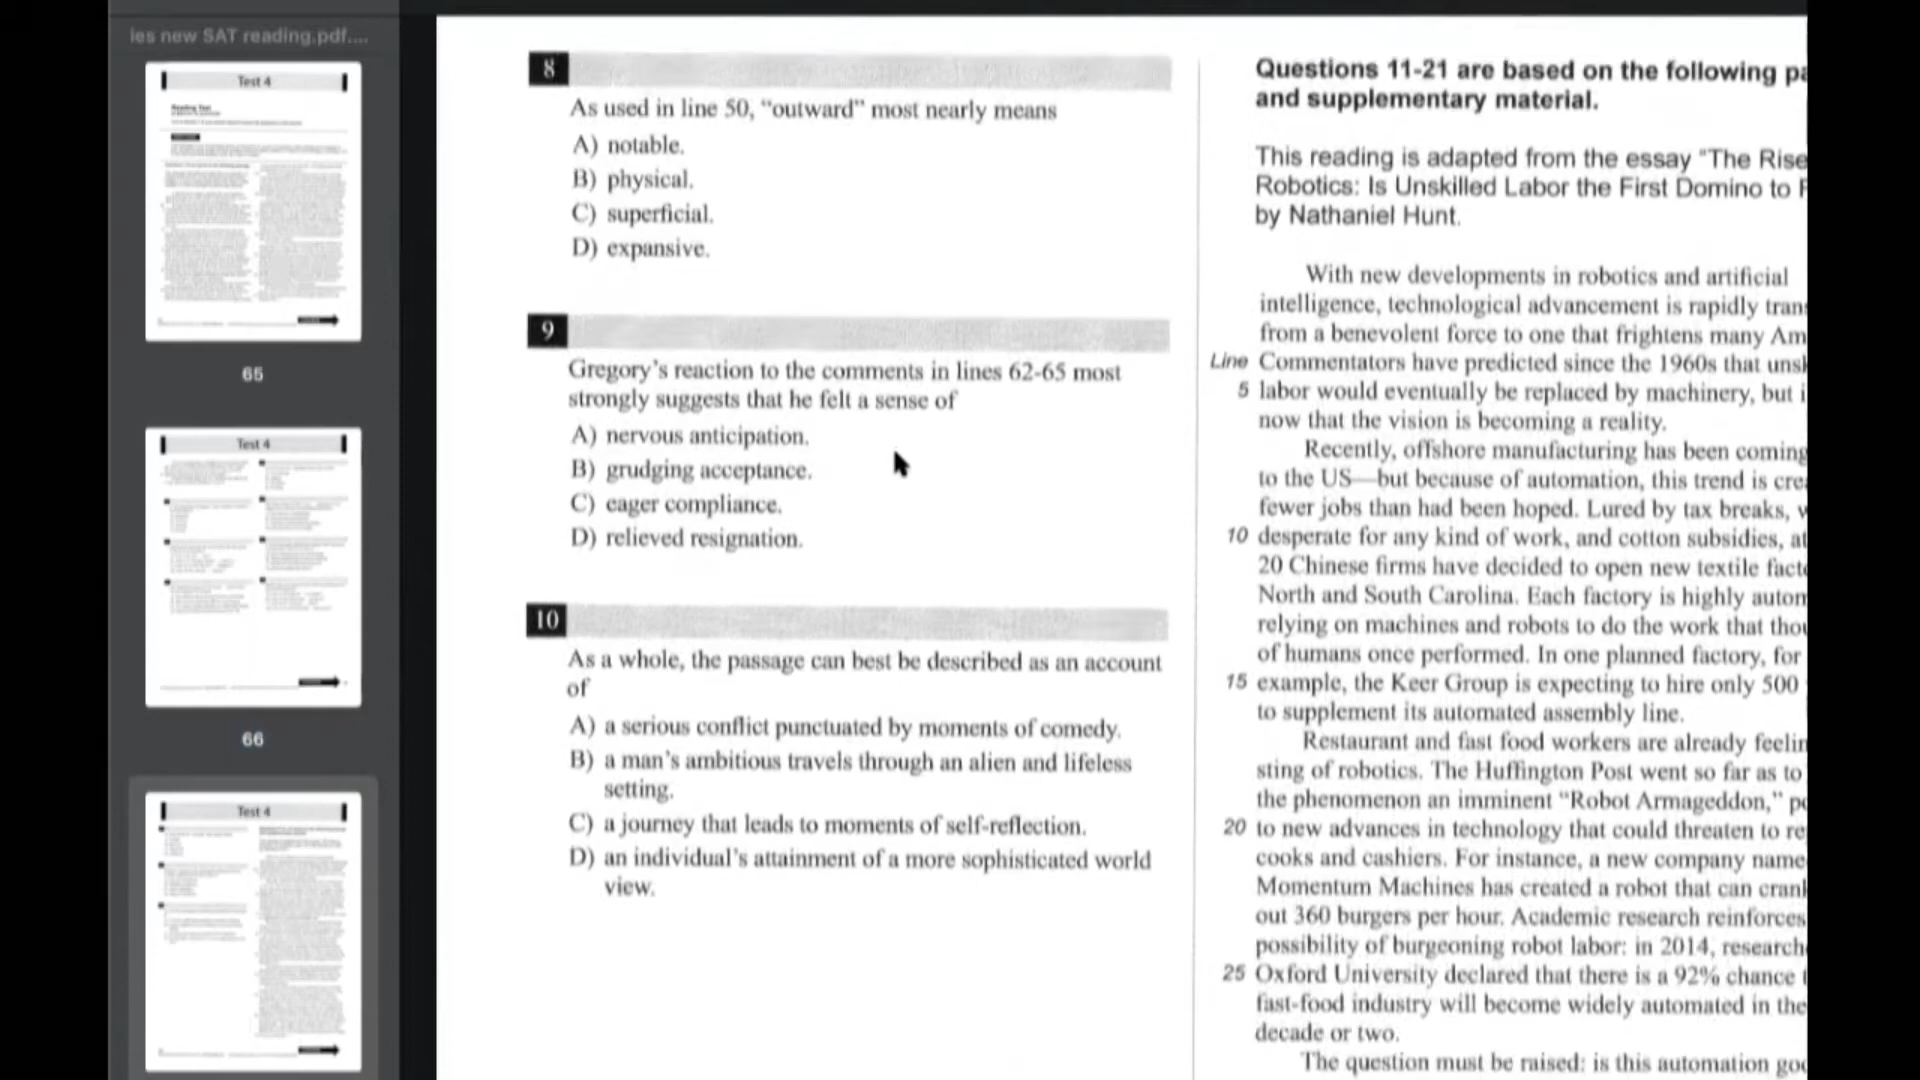 les new SAT reading.pdf....
Test 4
65
Test 4
66
Test 4
8
As used in line 50, “outward” most nearly means
A) notable.
B) physical.
C) superficial.
D) expansive.
9
Gregory’s reaction to the comments in lines 62-65 most
strongly suggests that he felt a sense of
A) nervous anticipation.
B) grudging acceptance.
C) eager compliance.
D) relieved resignation.
10
As a whole, the passage can best be described as an account
of
A) a serious conflict punctuated by moments of comedy.
B) a man’s ambitious travels through an alien and lifeless
setting.
C) a journey that leads to moments of self-reflection.
D) an individual’s attainment of a more sophisticated world
view.
Questions 11-21 are based on the following pa
and supplementary material.
This reading is adapted from the essay “The Rise
Robotics: Is Unskilled Labor the First Domino to F
by Nathaniel Hunt.
With new developments in robotics and artificial
intelligence, technological advancement is rapidly tran
from a benevolent force to one that frightens many Am
Line Commentators have predicted since the 1960s that unsk
5 labor would eventually be replaced by machinery, but i
now that the vision is becoming a reality.
Recently, offshore manufacturing has been coming
to the US—but because of automation, this trend is crea
fewer jobs than had been hoped. Lured by tax breaks, w
10 desperate for any kind of work, and cotton subsidies, at
20 Chinese firms have decided to open new textile facto
North and South Carolina. Each factory is highly autom
relying on machines and robots to do the work that thou
of humans once performed. In one planned factory, for
15 example, the Keer Group is expecting to hire only 500
to supplement its automated assembly line.
Restaurant and fast food workers are already feelin
sting of robotics. The Huffington Post went so far as to
the phenomenon an imminent “Robot Armageddon,” po
20 to new advances in technology that could threaten to re
cooks and cashiers. For instance, a new company name
Momentum Machines has created a robot that can crank
out 360 burgers per hour. Academic research reinforces
possibility of burgeoning robot labor: in 2014, research
25 Oxford University declared that there is a 92% chance t
fast-food industry will become widely automated in the
decade or two.
The question must be raised: is this automation goo